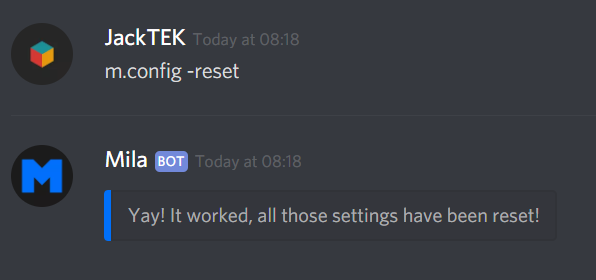 JackTEK Today at 08:18
m.config -reset
M
Mila BOT Today at 08:18
Yay! It worked, all those settings have been reset!